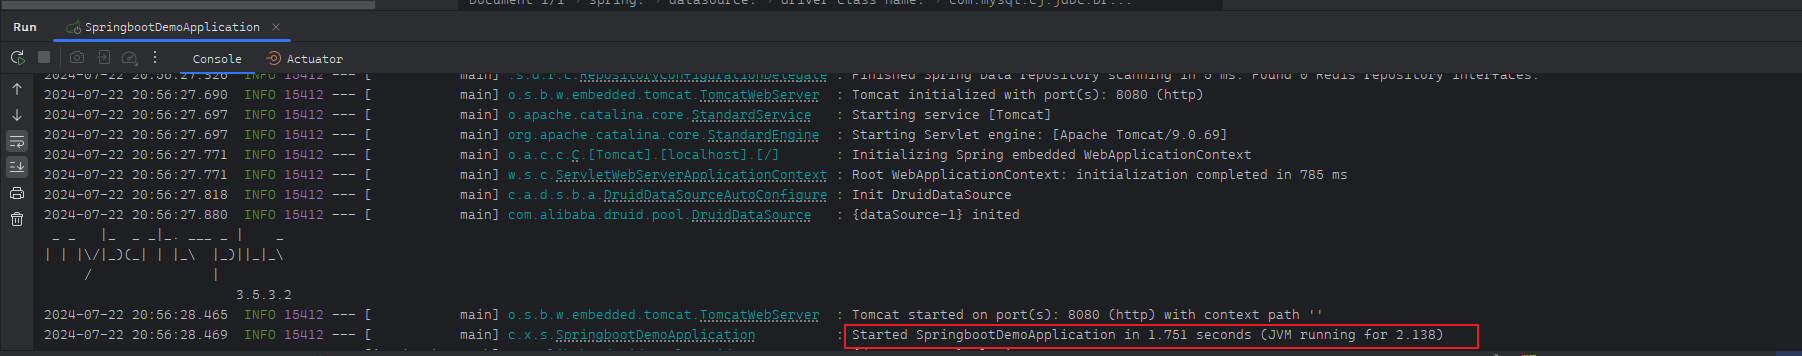 Document 1/1 › spring: › datasource: › driver-class-name: › com.mysql.cj.jdbc.Dr...
Run SpringbootDemoApplication ×
Console Actuator
2024-07-22 20:56:27.326 INFO 15412 --- [ main] .s.d.r.c.RepositoryConfigurationDelegate : Finished Spring Data repository scanning in 5 ms. Found 0 Redis repository interfaces.
2024-07-22 20:56:27.690 INFO 15412 --- [ main] o.s.b.w.embedded.tomcat.TomcatWebServer : Tomcat initialized with port(s): 8080 (http)
2024-07-22 20:56:27.697 INFO 15412 --- [ main] o.apache.catalina.core.StandardService : Starting service [Tomcat]
2024-07-22 20:56:27.697 INFO 15412 --- [ main] org.apache.catalina.core.StandardEngine : Starting Servlet engine: [Apache Tomcat/9.0.69]
2024-07-22 20:56:27.771 INFO 15412 --- [ main] o.a.c.c.C.[Tomcat].[localhost].[/] : Initializing Spring embedded WebApplicationContext
2024-07-22 20:56:27.771 INFO 15412 --- [ main] w.s.c.ServletWebServerApplicationContext : Root WebApplicationContext: initialization completed in 785 ms
2024-07-22 20:56:27.818 INFO 15412 --- [ main] c.a.d.s.b.a.DruidDataSourceAutoConfigure : Init DruidDataSource
2024-07-22 20:56:27.880 INFO 15412 --- [ main] com.alibaba.druid.pool.DruidDataSource : {dataSource-1} inited
 _ _   |_  _ _|_. ___ _ |    _
| | |\/|_)(_| | |_\  |_)||_|_\
     /               |
                        3.5.3.2
2024-07-22 20:56:28.465 INFO 15412 --- [ main] o.s.b.w.embedded.tomcat.TomcatWebServer : Tomcat started on port(s): 8080 (http) with context path ''
2024-07-22 20:56:28.469 INFO 15412 --- [ main] c.x.s.SpringbootDemoApplication : Started SpringbootDemoApplication in 1.751 seconds (JVM running for 2.138)